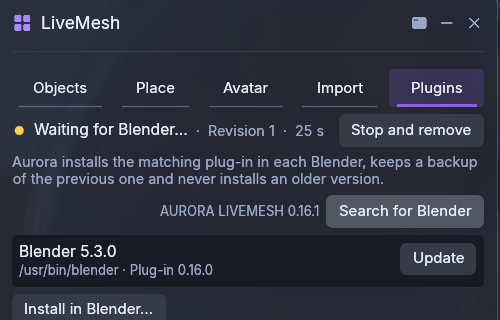 LiveMesh
Objects Place Avatar Import Plugins
Waiting for Blender... · Revision 1 · 25 s Stop and remove
Aurora installs the matching plug-in in each Blender, keeps a backup
of the previous one and never installs an older version.
AURORA LIVEMESH 0.16.1 Search for Blender
Blender 5.3.0
/usr/bin/blender · Plug-in 0.16.0 Update
Install in Blender...